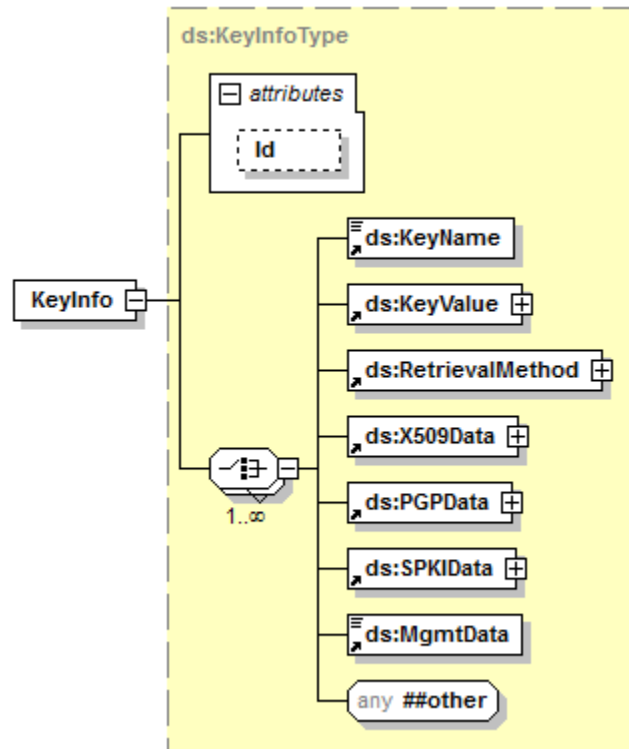 ds:KeyInfoType
attributes
Id
ds:KeyName
KeyInfo
ds:KeyValue
ds:RetrievalMethod
ds:X509Data
1..∞
ds:PGPData
ds:SPKIData
ds:MgmtData
any ##other